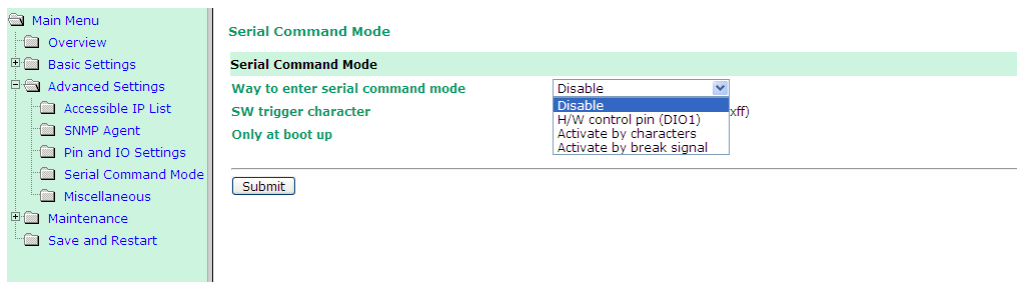 Main Menu
Overview
Basic Settings
Advanced Settings
Accessible IP List
SNMP Agent
Pin and IO Settings
Serial Command Mode
Miscellaneous
Maintenance
Save and Restart
Serial Command Mode
Serial Command Mode
Way to enter serial command mode Disable
Disable
H/W control pin (DIO1)
Activate by characters
Activate by break signal
SW trigger character xff)
Only at boot up
Submit